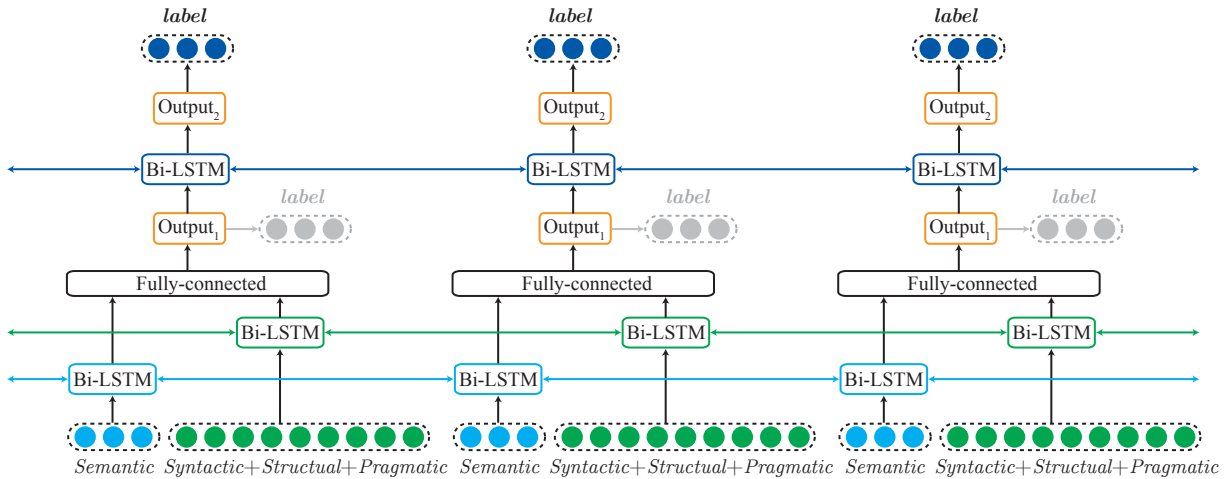 label label label
Output2 Output2 Output2
Bi-LSTM Bi-LSTM Bi-LSTM
label label label
Output1 Output1 Output1
Fully-connected Fully-connected Fully-connected
Bi-LSTM Bi-LSTM Bi-LSTM
Bi-LSTM Bi-LSTM Bi-LSTM
Semantic Syntactic+Structual+Pragmatic Semantic Syntactic+Structual+Pragmatic Semantic Syntactic+Structual+Pragmatic